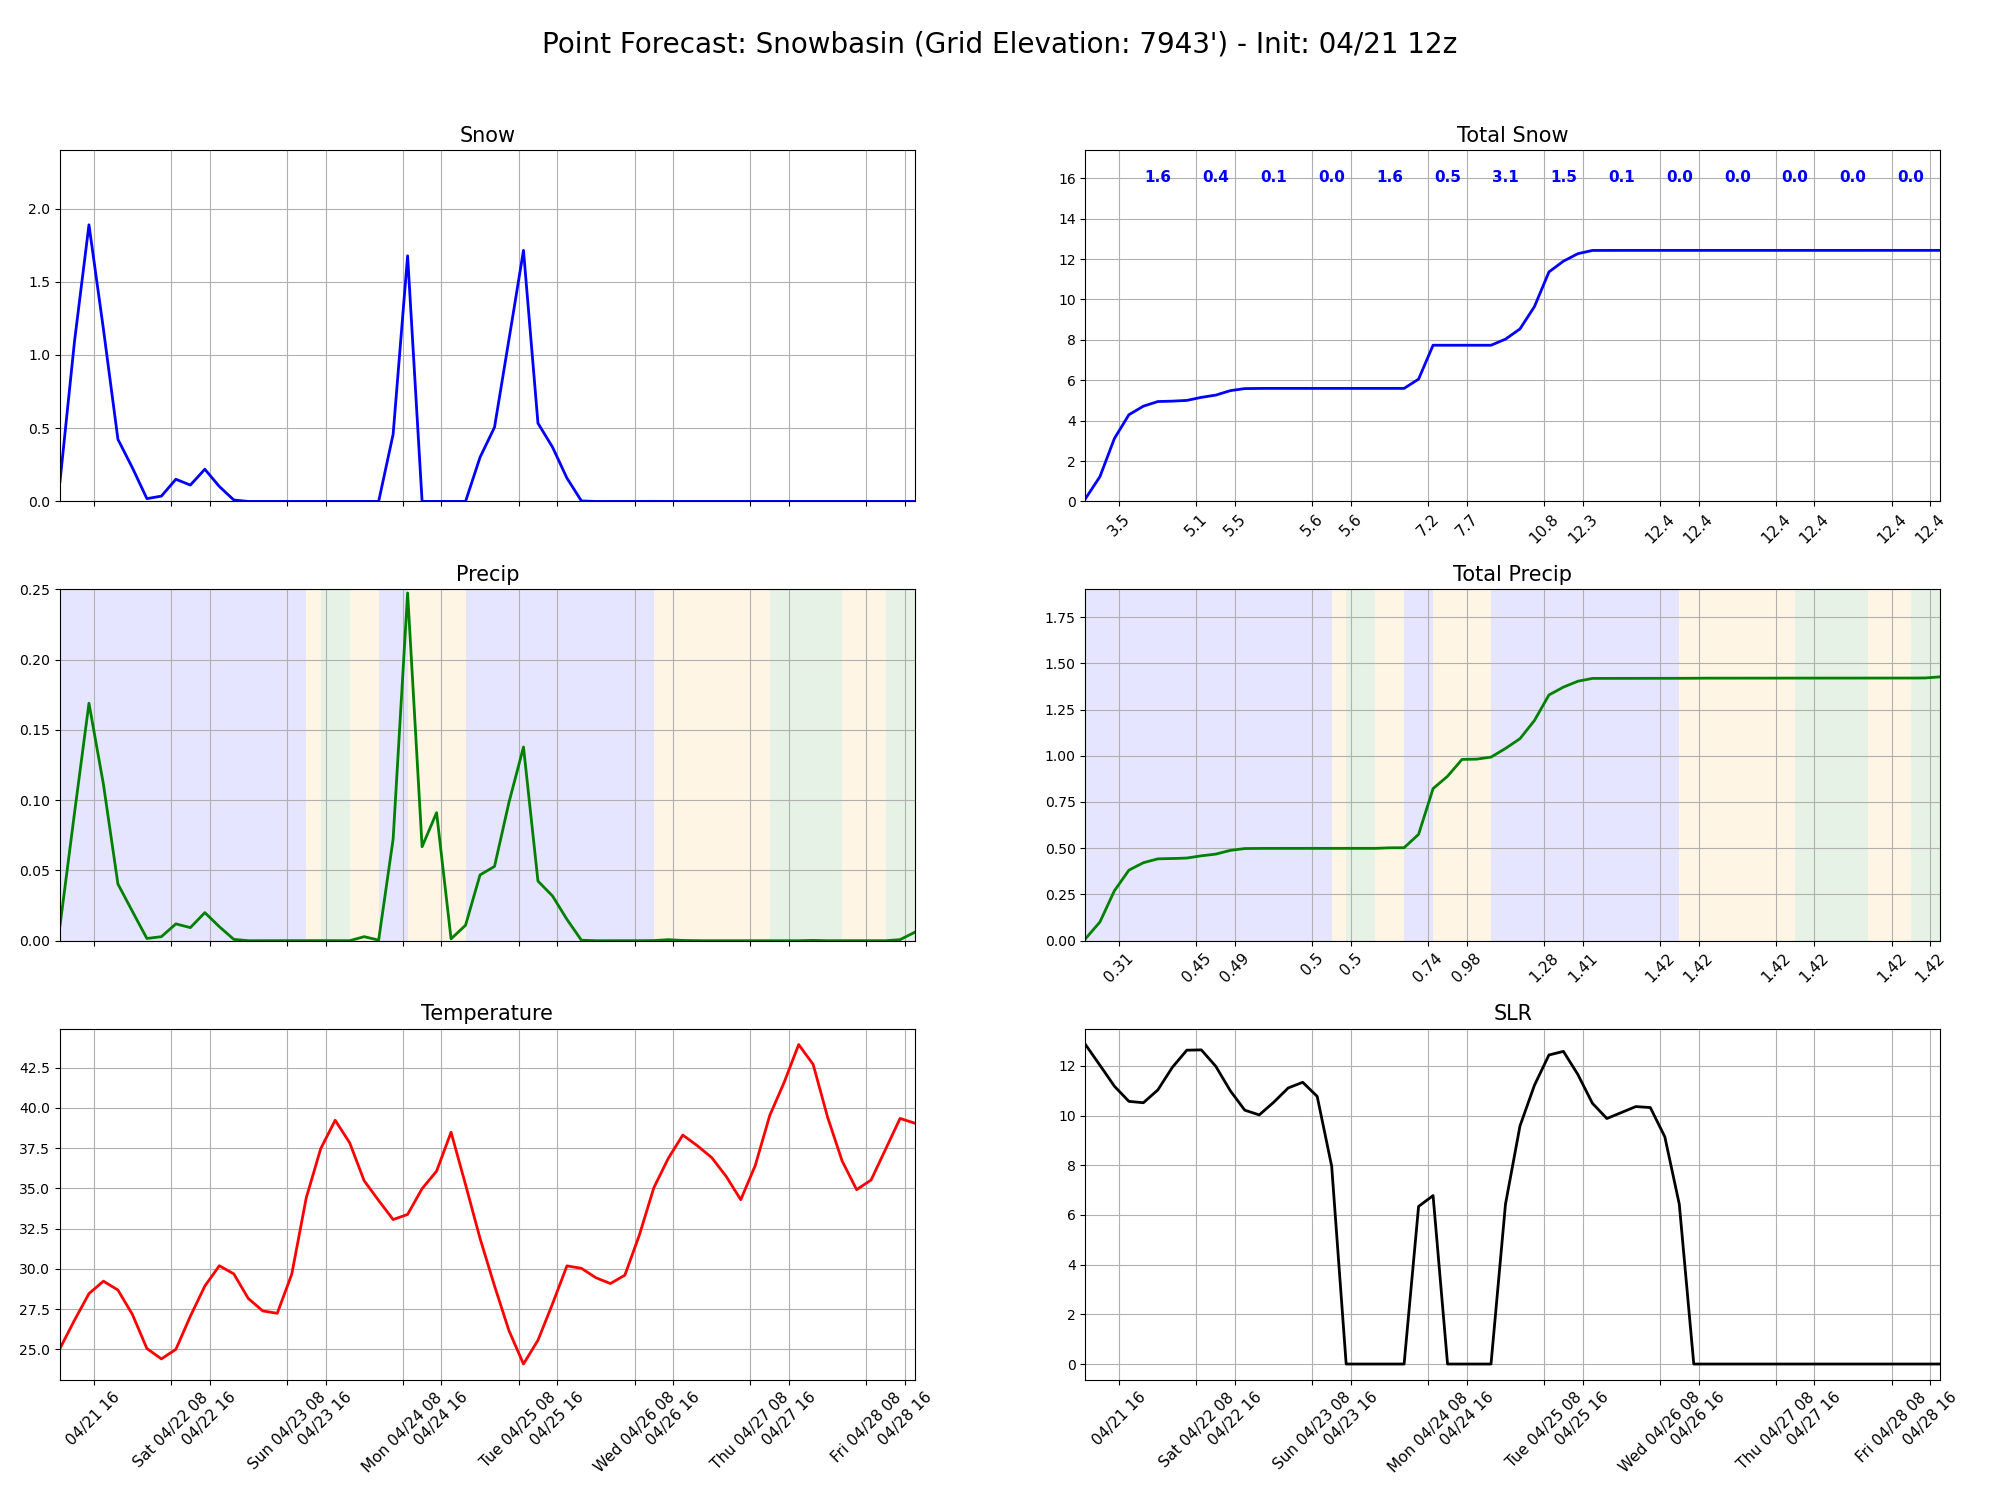 Point Forecast: Snowbasin (Grid Elevation: 7943') - Init: 04/21 12z
Snow
2.0
1.5
1.0
0.5
0.0
Total Snow
1.6 0.4 0.1 0.0 1.6 0.5 3.1 1.5 0.1 0.0 0.0 0.0 0.0 0.0
16
14
12
10
8
6
4
2
0
3.5 5.1 5.5 5.6 5.6 7.2 7.7 10.8 12.3 12.4 12.4 12.4 12.4 12.4 12.4
Precip
0.25
0.20
0.15
0.10
0.05
0.00
Total Precip
1.75
1.50
1.25
1.00
0.75
0.50
0.25
0.00
0.31 0.45 0.49 0.5 0.5 0.74 0.98 1.28 1.41 1.42 1.42 1.42 1.42 1.42 1.42
Temperature
42.5
40.0
37.5
35.0
32.5
30.0
27.5
25.0
04/21 16
Sat 04/22 08
04/22 16
Sun 04/23 08
04/23 16
Mon 04/24 08
04/24 16
Tue 04/25 08
04/25 16
Wed 04/26 08
04/26 16
Thu 04/27 08
04/27 16
Fri 04/28 08
04/28 16
SLR
12
10
8
6
4
2
0
04/21 16
Sat 04/22 08
04/22 16
Sun 04/23 08
04/23 16
Mon 04/24 08
04/24 16
Tue 04/25 08
04/25 16
Wed 04/26 08
04/26 16
Thu 04/27 08
04/27 16
Fri 04/28 08
04/28 16